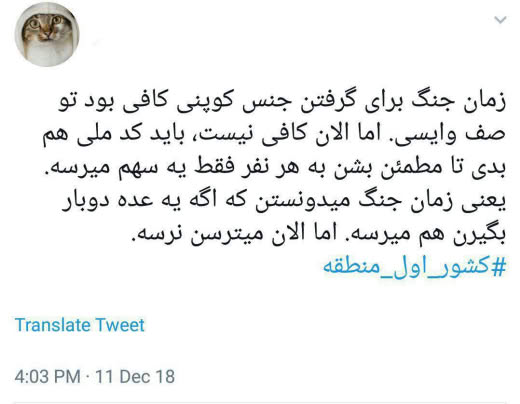 زمان جنگ برای گرفتن جنس کوپنی کافی بود تو
صف وایسی. اما الان کافی نیست، باید کد ملی هم
بدی تا مطمئن بشن به هر نفر فقط یه سهم میرسه.
یعنی زمان جنگ میدونستن که اگه یه عده دوبار
بگیرن هم میرسه. اما الان میترسن نرسه.
#کشور_اول_منطقه
Translate Tweet
4:03 PM · 11 Dec 18